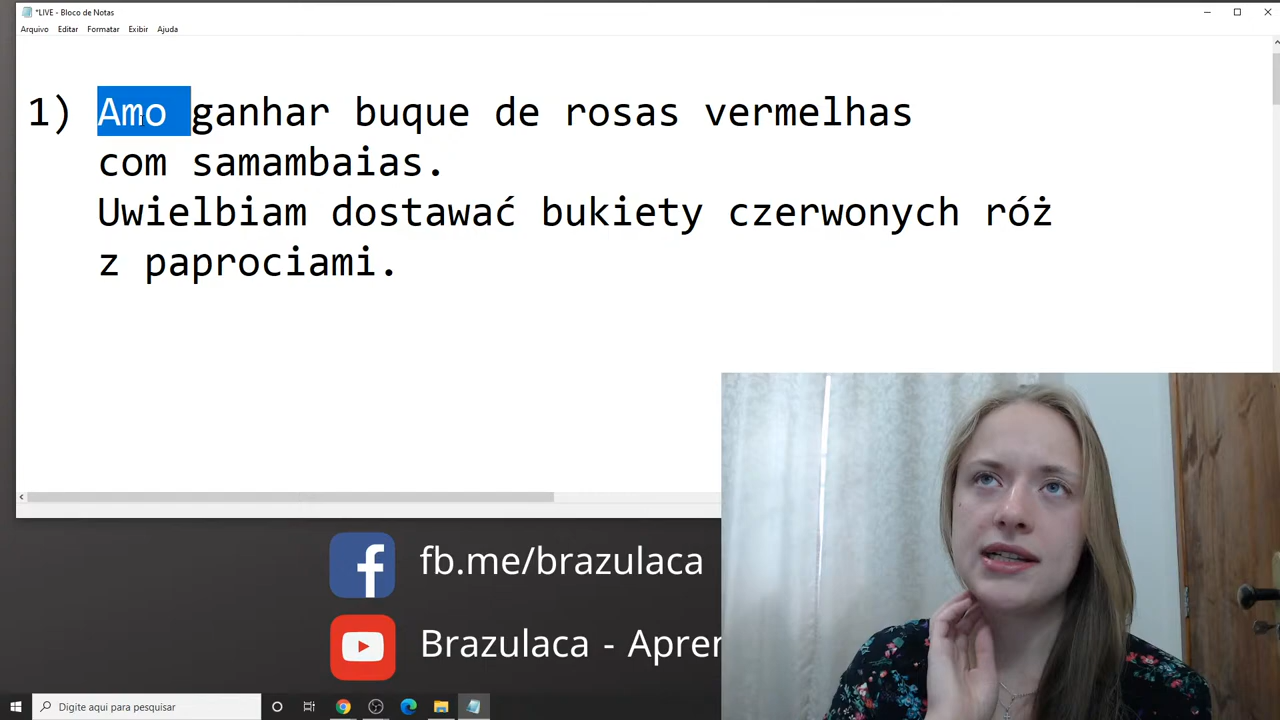 *LIVE - Bloco de Notas
Arquivo Editar Formatar Exibir Ajuda
1) Amo ganhar buque de rosas vermelhas
com samambaias.
Uwielbiam dostawać bukiety czerwonych róż
z paprociami.
fb.me/brazulaca
Brazulaca - Apren
Digite aqui para pesquisar